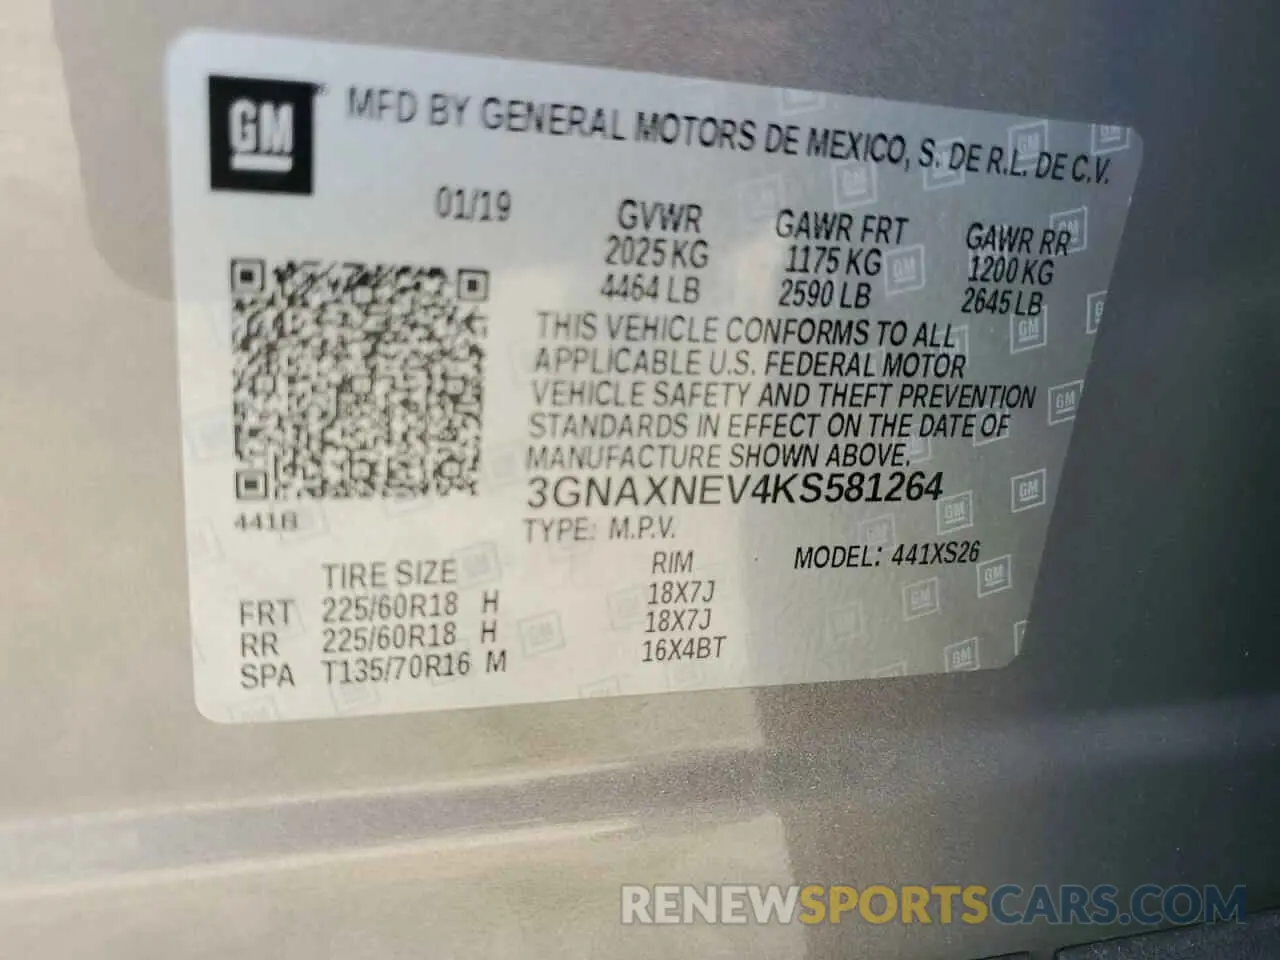 GM ® MFD BY GENERAL MOTORS DE MEXICO, S. DE R.L. DE C.V.
01/19 GVWR GAWR FRT GAWR RR
2025 KG 1175 KG 1200 KG
4464 LB 2590 LB 2645 LB
THIS VEHICLE CONFORMS TO ALL
APPLICABLE U.S. FEDERAL MOTOR
VEHICLE SAFETY AND THEFT PREVENTION
STANDARDS IN EFFECT ON THE DATE OF
MANUFACTURE SHOWN ABOVE.
3GNAXNEV4KS581264
441B TYPE: M.P.V.
MODEL: 441XS26
TIRE SIZE RIM
FRT 225/60R18 H 18X7J
RR 225/60R18 H 18X7J
SPA T135/70R16 M 16X4BT
RENEWSPORTSCARS.COM